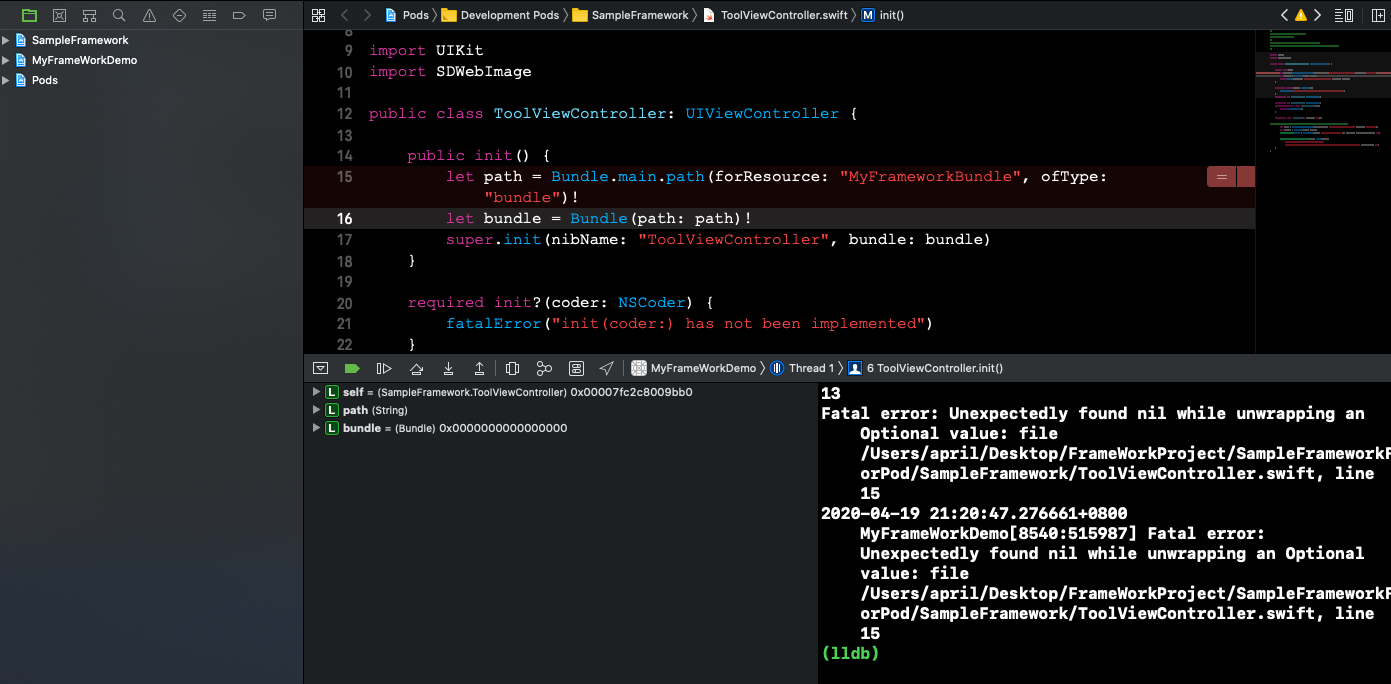 Pods Development Pods SampleFramework ToolViewController.swift M init()
SampleFramework
MyFrameWorkDemo
Pods
8
9 import UIKit
10 import SDWebImage
11
12 public class ToolViewController: UIViewController {
13
14 public init() {
15 let path = Bundle.main.path(forResource: "MyFrameworkBundle", ofType:
"bundle")!
16 let bundle = Bundle(path: path)!
17 super.init(nibName: "ToolViewController", bundle: bundle)
18 }
19
20 required init?(coder: NSCoder) {
21 fatalError("init(coder:) has not been implemented")
22 }
MyFrameWorkDemo Thread 1 6 ToolViewController.init()
L self = (SampleFramework.ToolViewController) 0x00007fc2c8009bb0
L path (String)
L bundle = (Bundle) 0x0000000000000000
13
Fatal error: Unexpectedly found nil while unwrapping an
Optional value: file
/Users/april/Desktop/FrameWorkProject/SampleFrameworkF
orPod/SampleFramework/ToolViewController.swift, line
15
2020-04-19 21:20:47.276661+0800
MyFrameWorkDemo[8540:515987] Fatal error:
Unexpectedly found nil while unwrapping an Optional
value: file
/Users/april/Desktop/FrameWorkProject/SampleFrameworkF
orPod/SampleFramework/ToolViewController.swift, line
15
(lldb)